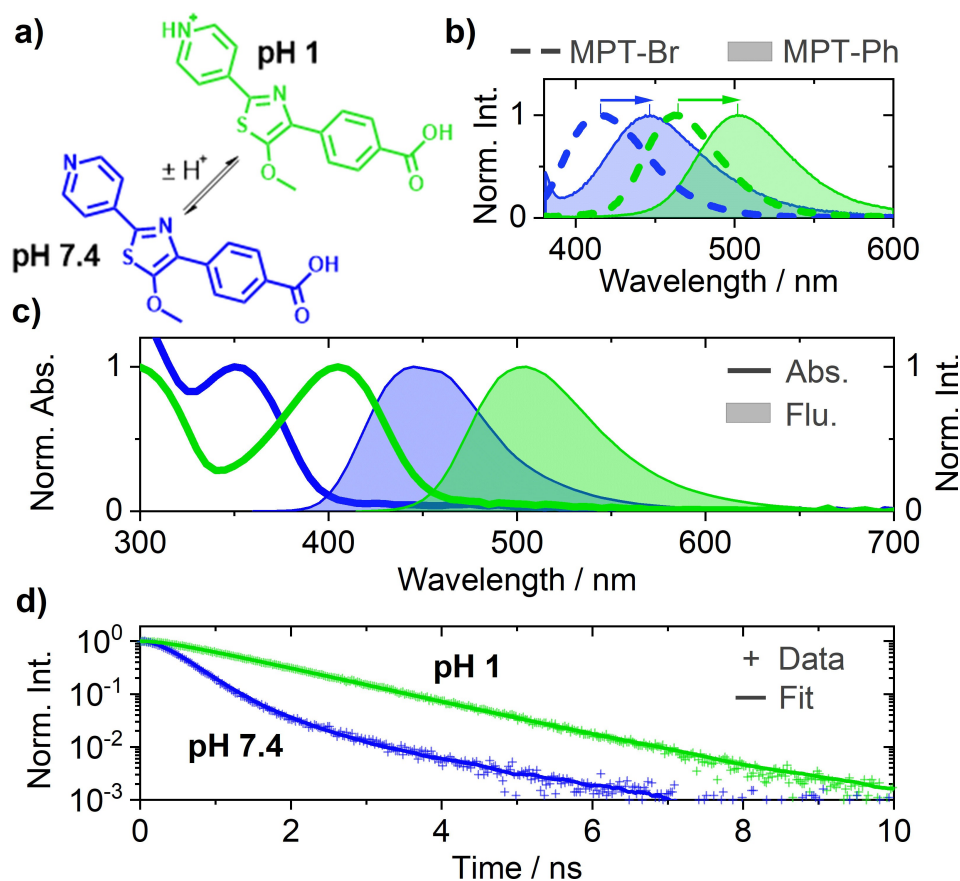 a)
HN+
pH 1
N
S
O
OH
O
± H+
N
pH 7.4
N
S
O
OH
O
b)
MPT-Br
MPT-Ph
Norm. Int.
1
0
400
500
600
Wavelength / nm
c)
Norm. Abs.
1
0
Abs.
Flu.
1
0
Norm. Int.
300
400
500
600
700
Wavelength / nm
d)
Norm. Int.
10^0
10^-1
10^-2
10^-3
pH 1
pH 7.4
+ Data
Fit
0
2
4
6
8
10
Time / ns